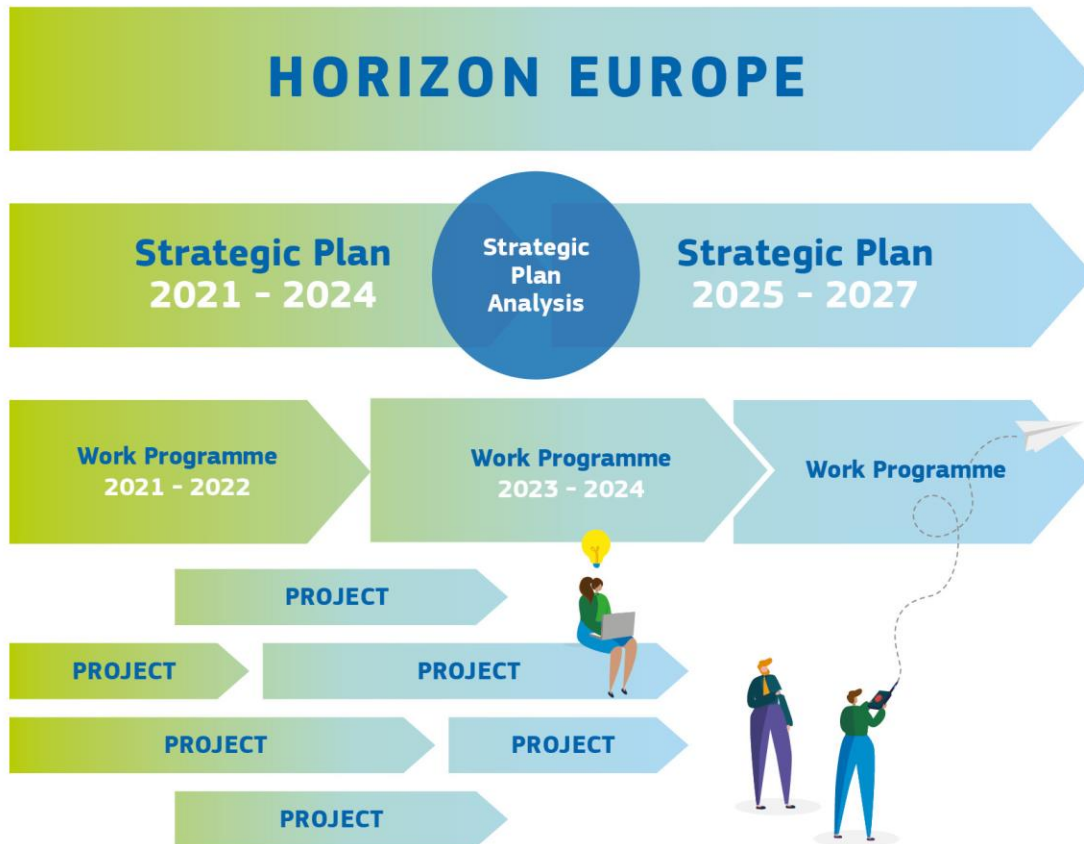 HORIZON EUROPE
Strategic Plan
2021 - 2024
Strategic
Plan
Analysis
Strategic Plan
2025 - 2027
Work Programme
2021 - 2022
Work Programme
2023 - 2024
Work Programme
PROJECT
PROJECT
PROJECT
PROJECT
PROJECT
PROJECT